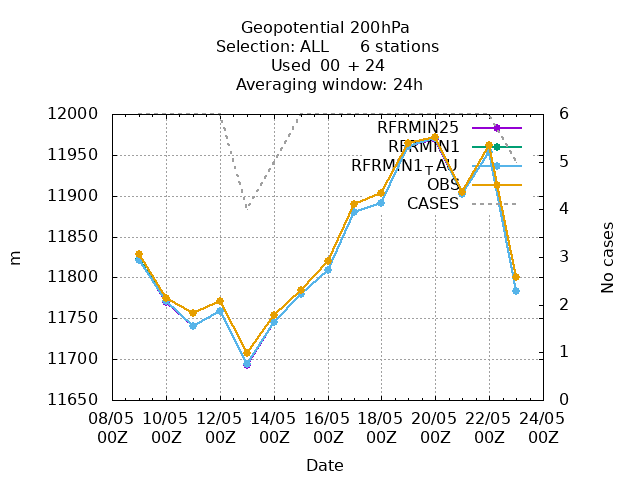 Geopotential 200hPa
Selection: ALL 6 stations
Used 00 + 24
Averaging window: 24h
12000
11950
11900
11850
11800
11750
11700
11650
m
6
5
4
3
2
1
0
No cases
RFRMIN25
RFRMIN1
RFRMIN1TAU
OBS
CASES
08/05 10/05 12/05 14/05 16/05 18/05 20/05 22/05 24/05
00Z 00Z 00Z 00Z 00Z 00Z 00Z 00Z 00Z
Date